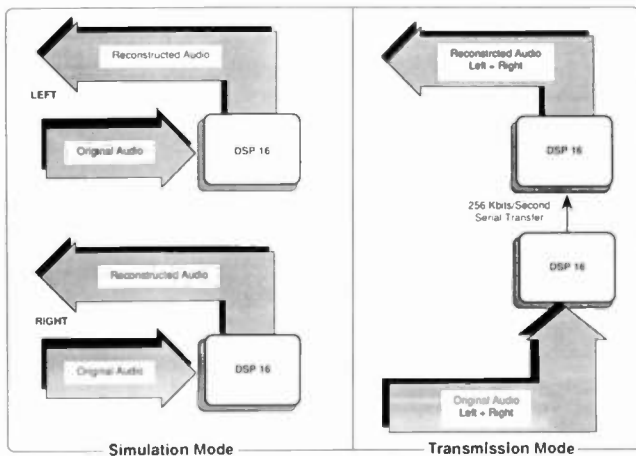 Reconstructed Audio
LEFT
Original Audio
DSP 16
Reconstructed Audio
RIGHT
Original Audio
DSP 16
Simulation Mode
Reconstrcted Audio
Left + Right
DSP 16
256 Kbits/Second
Serial Transfer
DSP 16
Original Audio
Left + Right
Transmission Mode